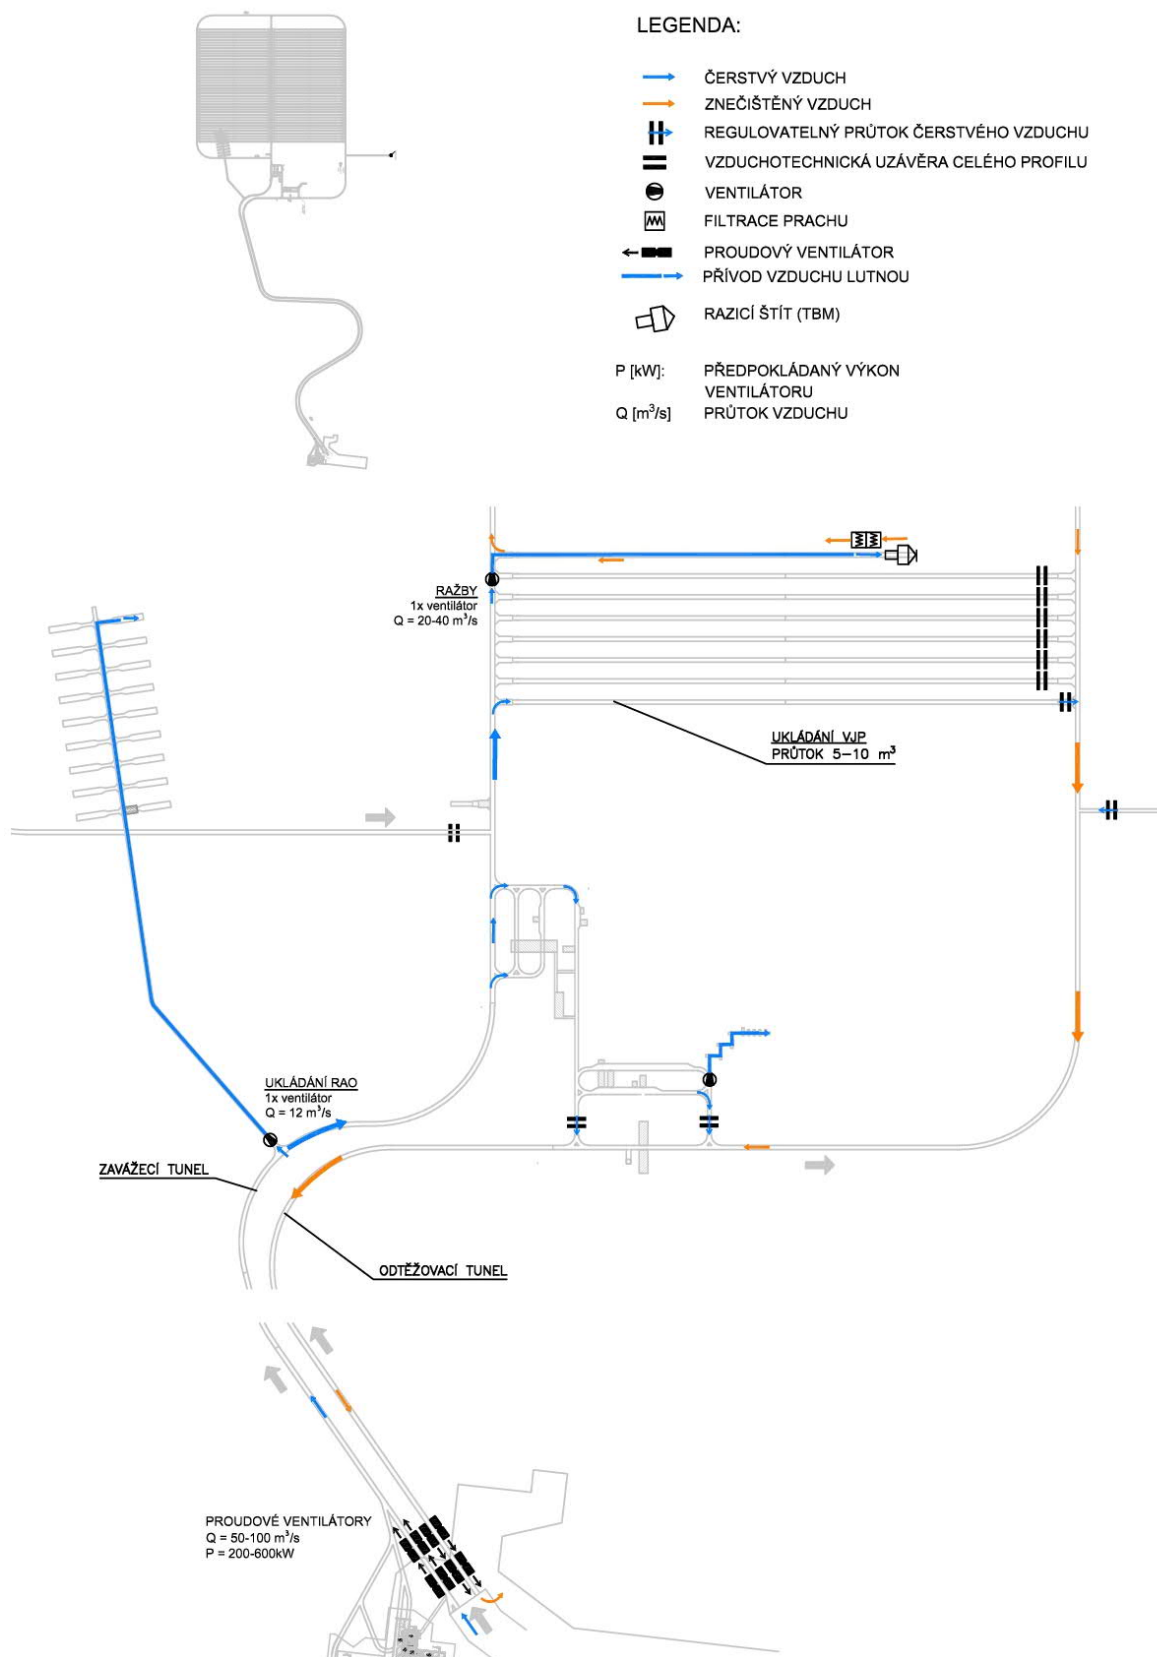 LEGENDA:
ČERSTVÝ VZDUCH
ZNEČIŠTĚNÝ VZDUCH
REGULOVATELNÝ PRŮTOK ČERSTVÉHO VZDUCHU
VZDUCHOTECHNICKÁ UZÁVĚRA CELÉHO PROFILU
VENTILÁTOR
FILTRACE PRACHU
PROUDOVÝ VENTILÁTOR
PŘÍVOD VZDUCHU LUTNOU
RAZICÍ ŠTÍT (TBM)
P [kW]: PŘEDPOKLÁDANÝ VÝKON
VENTILÁTORU
Q [m³/s] PRŮTOK VZDUCHU
RAŽBY
1x ventilátor
Q = 20-40 m³/s
UKLÁDÁNÍ VJP
PRŮTOK 5–10 m³
UKLÁDÁNÍ RAO
1x ventilátor
Q = 12 m³/s
ZAVÁŽECÍ TUNEL
ODTĚŽOVACÍ TUNEL
PROUDOVÉ VENTILÁTORY
Q = 50-100 m³/s
P = 200-600kW